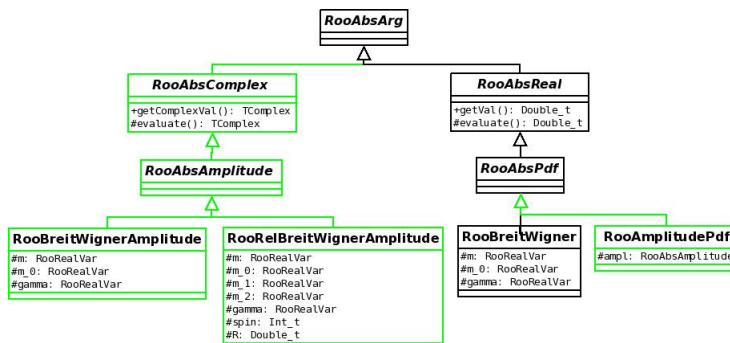 RooAbsArg
RooAbsComplex
+getComplexVal(): TComplex
#evaluate(): TComplex
RooAbsReal
+getVal(): Double_t
#evaluate(): Double_t
RooAbsAmplitude
RooAbsPdf
RooBreitWignerAmplitude
#m: RooRealVar
#m_0: RooRealVar
#gamma: RooRealVar
RooRelBreitWignerAmplitude
#m: RooRealVar
#m_0: RooRealVar
#m_1: RooRealVar
#m_2: RooRealVar
#gamma: RooRealVar
#spin: Int_t
#R: Double_t
RooBreitWigner
#m: RooRealVar
#m_0: RooRealVar
#gamma: RooRealVar
RooAmplitudePdf
#ampl: RooAbsAmplitude